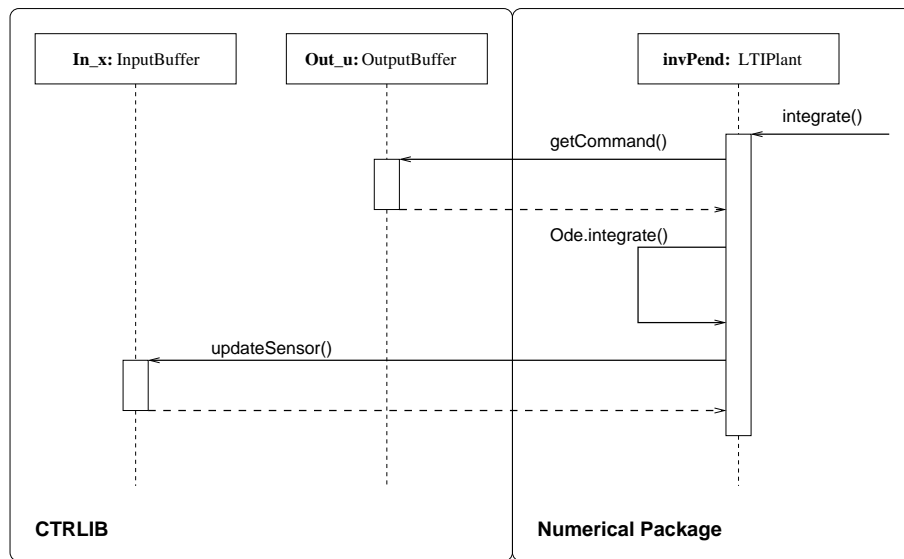 In_x: InputBuffer
Out_u: OutputBuffer
invPend: LTIPlant
integrate()
getCommand()
Ode.integrate()
updateSensor()
CTRLIB
Numerical Package